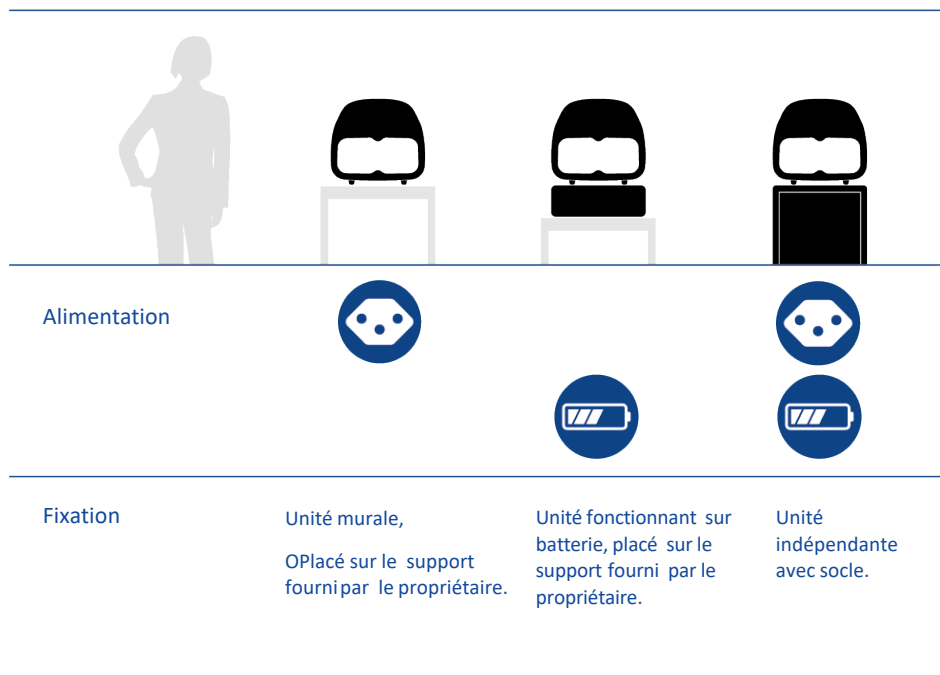 Alimentation
Fixation
Unité murale,
OPlacé sur le support
fourni par le propriétaire.
Unité fonctionnant sur
batterie, placé sur le
support fourni par le
propriétaire.
Unité
indépendante
avec socle.